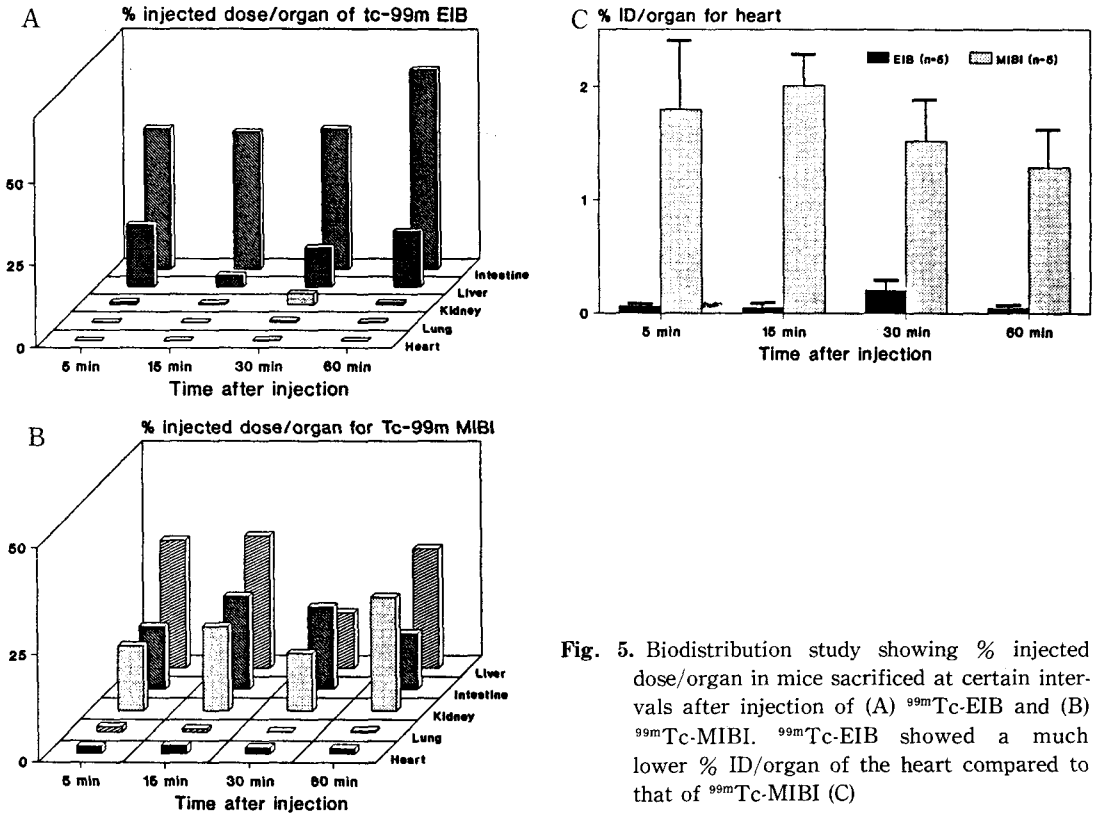 A
% injected dose/organ of tc-99m EIB
50
25
0
Intestine
Liver
Kidney
Lung
Heart
5 min 15 min 30 min 60 min
Time after injection
B
% injected dose/organ for Tc-99m MIBI
50
25
0
Liver
Intestine
Kidney
Lung
Heart
5 min 15 min 30 min 60 min
Time after injection
C
% ID/organ for heart
EIB (n=6) MIBI (n=6)
2
1
0
5 min 15 min 30 min 60 min
Time after injection
Fig. 5. Biodistribution study showing % injected
dose/organ in mice sacrificed at certain inter-
vals after injection of (A) ⁹⁹ᵐTc-EIB and (B)
⁹⁹ᵐTc-MIBI. ⁹⁹ᵐTc-EIB showed a much
lower % ID/organ of the heart compared to
that of ⁹⁹ᵐTc-MIBI (C)